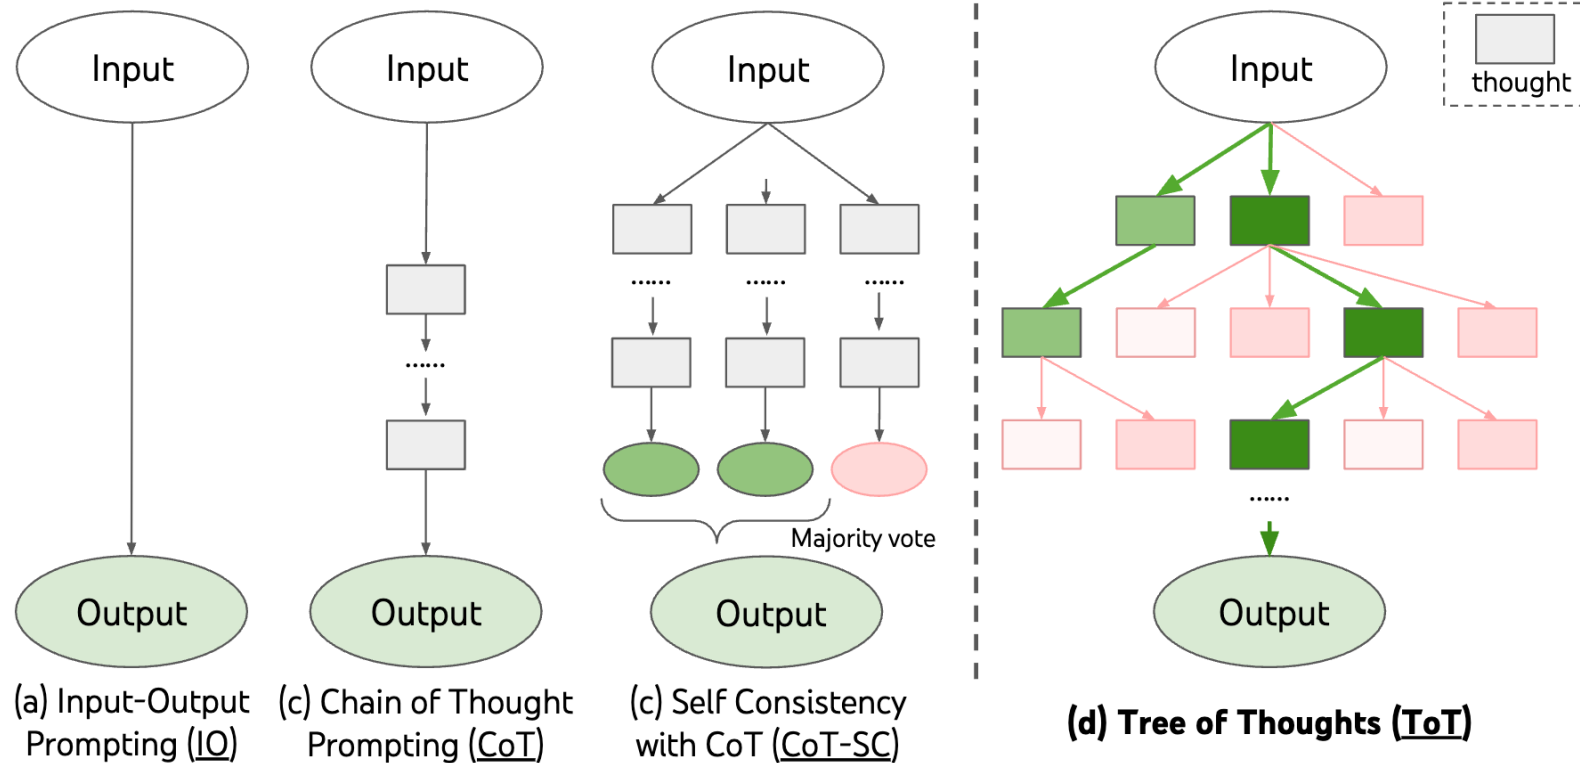 Input
Input
Input
Input
thought
......
......
......
......
......
Majority vote
Output
Output
Output
Output
(a) Input-Output
Prompting (IO)
(c) Chain of Thought
Prompting (CoT)
(c) Self Consistency
with CoT (CoT-SC)
(d) Tree of Thoughts (ToT)